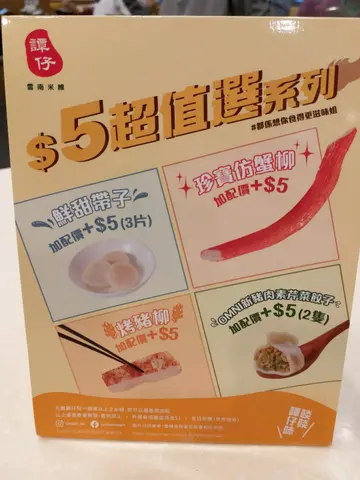 譚仔
雲南米線
$5超值選系列
#都係想你食得更滋味姐
鮮甜帶子
加配價+$5(3片)
珍寶仿蟹柳
加配價+$5
烤豬柳
加配價+$5
OMNI新豬肉素芹菜餃子
加配價+$5(2隻)